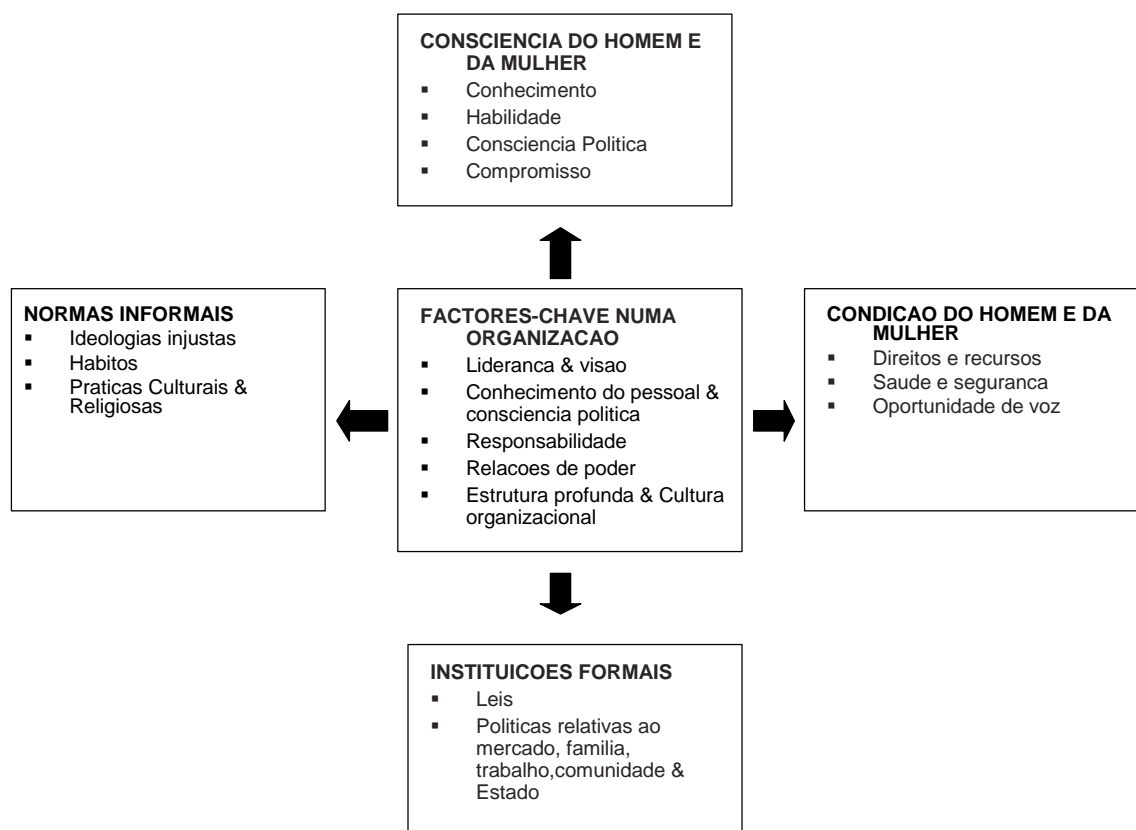 CONSCIENCIA DO HOMEM E
DA MULHER
▪ Conhecimento
▪ Habilidade
▪ Consciencia Politica
▪ Compromisso
NORMAS INFORMAIS
▪ Ideologias injustas
▪ Habitos
▪ Praticas Culturais &
Religiosas
FACTORES-CHAVE NUMA
ORGANIZACAO
▪ Lideranca & visao
▪ Conhecimento do pessoal &
consciencia politica
▪ Responsabilidade
▪ Relacoes de poder
▪ Estrutura profunda & Cultura
organizacional
CONDICAO DO HOMEM E DA
MULHER
▪ Direitos e recursos
▪ Saude e seguranca
▪ Oportunidade de voz
INSTITUICOES FORMAIS
▪ Leis
▪ Politicas relativas ao
mercado, familia,
trabalho,comunidade &
Estado